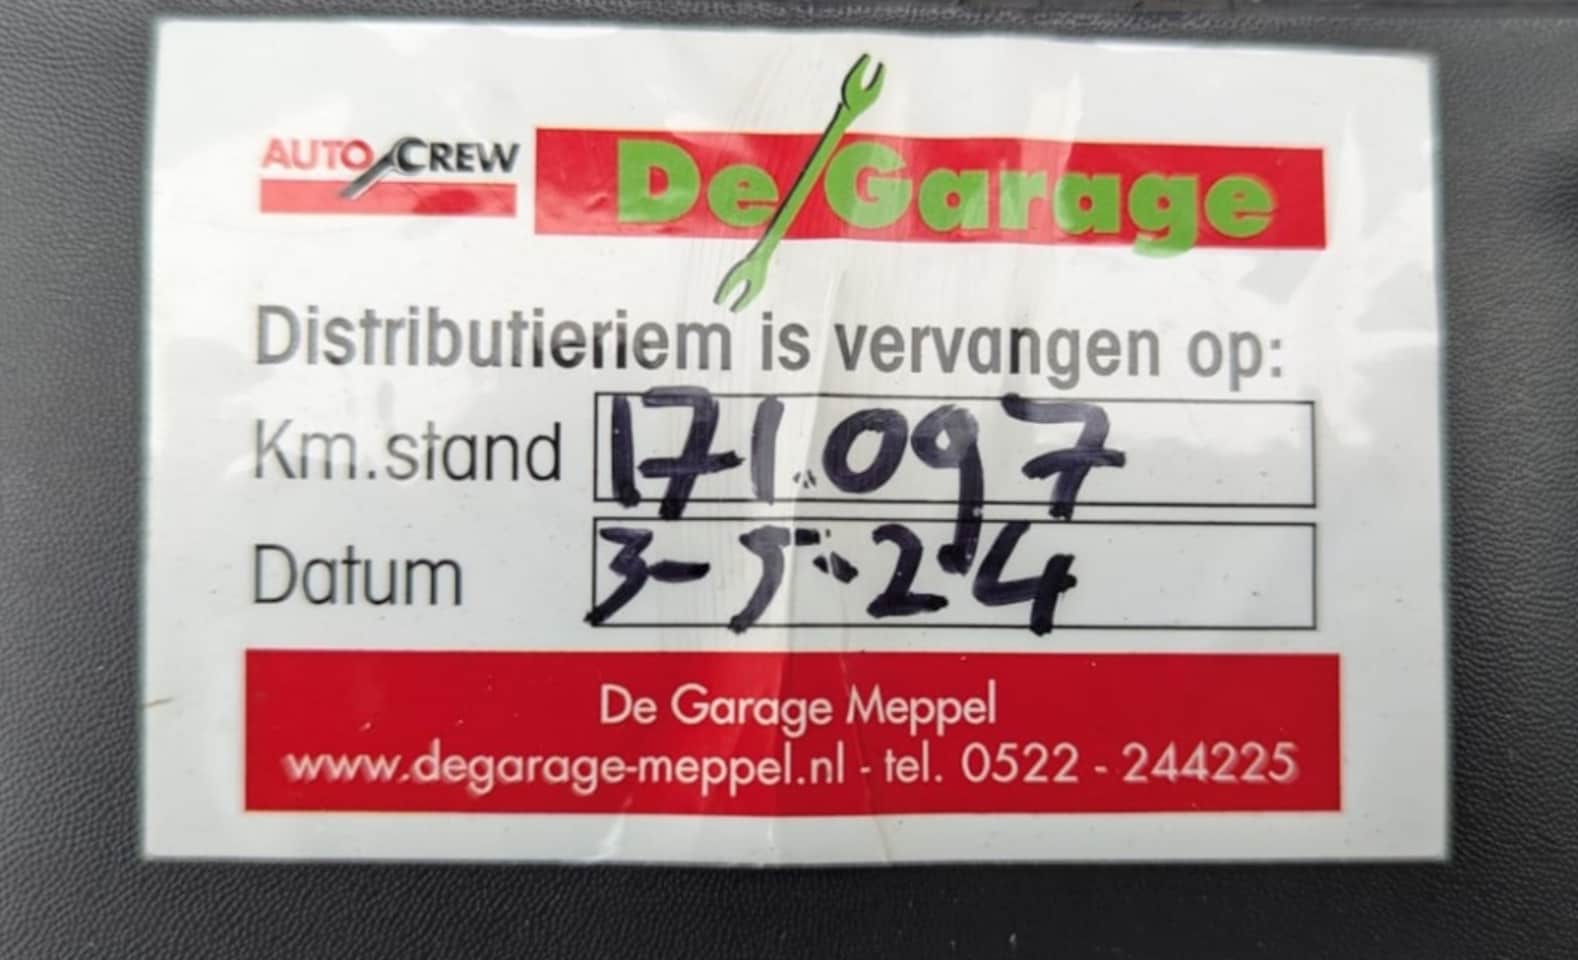 AUTO CREW De Garage
Distributieriem is vervangen op:
Km.stand 171.097
Datum 3-5-24
De Garage Meppel
www.degarage-meppel.nl - tel. 0522 - 244225